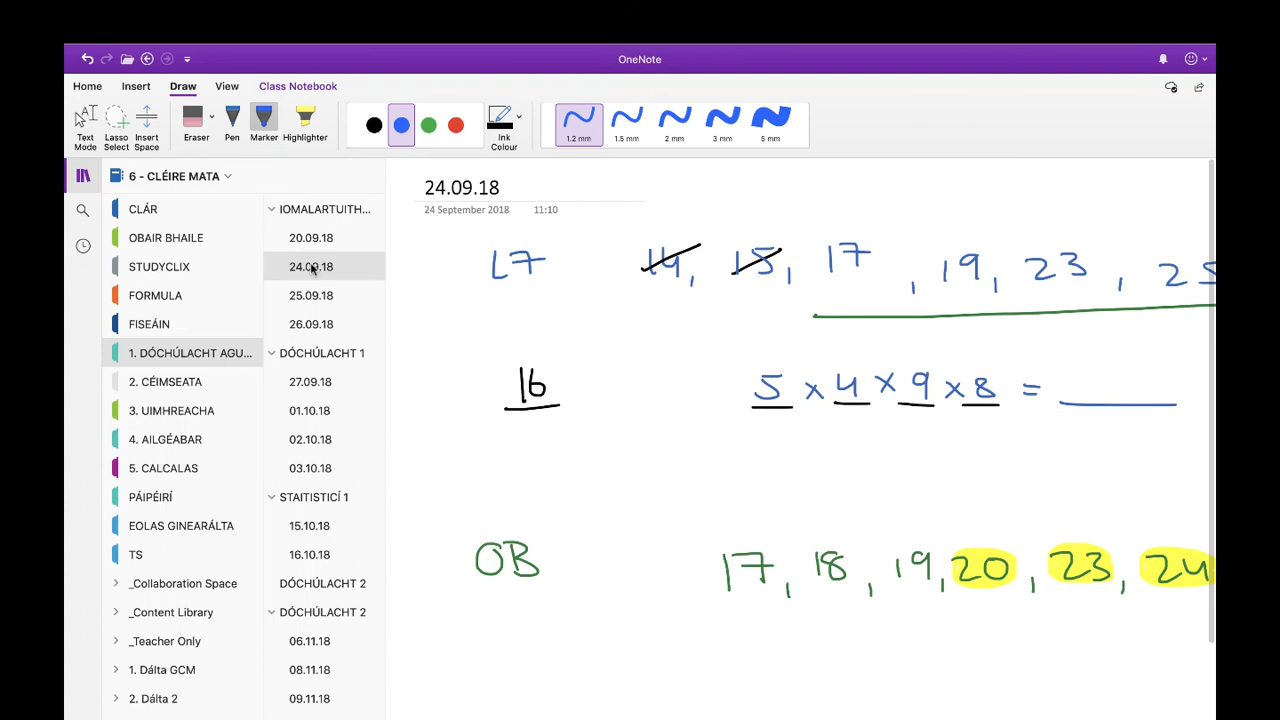 OneNote
Home Insert Draw View Class Notebook
Text Mode
Lasso Select
Insert Space
Eraser
Pen
Marker
Highlighter
Ink Colour
1.2 mm
1.5 mm
2 mm
3 mm
5 mm
6 - CLÉIRE MATA
CLÁR
OBAIR BHAILE
STUDYCLIX
FORMULA
FISEÁIN
1. DÓCHÚLACHT AGU...
2. CÉIMSEATA
3. UIMHREACHA
4. AILGÉABAR
5. CALCALAS
PÁIPÉIRÍ
EOLAS GINEARÁLTA
TS
_Collaboration Space
_Content Library
_Teacher Only
1. Dálta GCM
2. Dálta 2
IOMALARTUITH...
20.09.18
24.09.18
25.09.18
26.09.18
DÓCHÚLACHT 1
27.09.18
01.10.18
02.10.18
03.10.18
STAITISTICÍ 1
15.10.18
16.10.18
DÓCHÚLACHT 2
DÓCHÚLACHT 2
06.11.18
08.11.18
09.11.18
24.09.18
24 September 2018 11:10
L7 14, 15, 17, 19, 23, 25
16 5 x 4 x 9 x 8 =
OB 17, 18, 19, 20, 23, 24